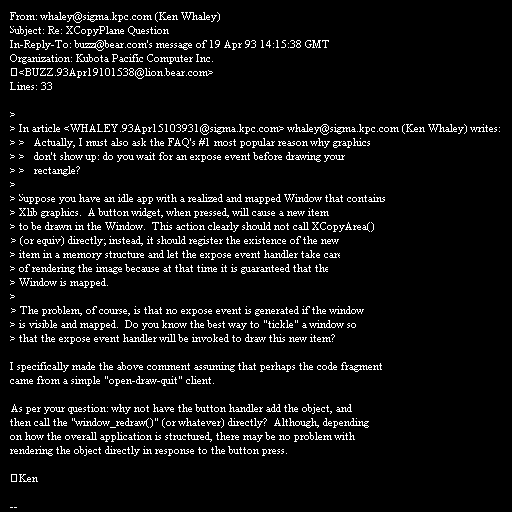 From: whaley@sigma.kpc.com (Ken Whaley)
Subject: Re: XCopyPlane Question
In-Reply-To: buzz@bear.com's message of 19 Apr 93 14:15:38 GMT
Organization: Kubota Pacific Computer Inc.
<BUZZ.93Apr19101538@lion.bear.com>
Lines: 33
>
> In article <WHALEY.93Apr15103931@sigma.kpc.com> whaley@sigma.kpc.com (Ken Whaley) writes:
> >   Actually, I must also ask the FAQ's #1 most popular reason why graphics
> >   don't show up: do you wait for an expose event before drawing your
> >   rectangle?
>
> Suppose you have an idle app with a realized and mapped Window that contains
> Xlib graphics.  A button widget, when pressed, will cause a new item
> to be drawn in the Window.  This action clearly should not call XCopyArea()
> (or equiv) directly; instead, it should register the existence of the new
> item in a memory structure and let the expose event handler take care
> of rendering the image because at that time it is guaranteed that the
> Window is mapped.
>
> The problem, of course, is that no expose event is generated if the window
> is visible and mapped.  Do you know the best way to "tickle" a window so
> that the expose event handler will be invoked to draw this new item?
I specifically made the above comment assuming that perhaps the code fragment
came from a simple "open-draw-quit" client.
As per your question: why not have the button handler add the object, and
then call the "window_redraw()" (or whatever) directly?  Although, depending
on how the overall application is structured, there may be no problem with
rendering the object directly in response to the button press.
Ken
--